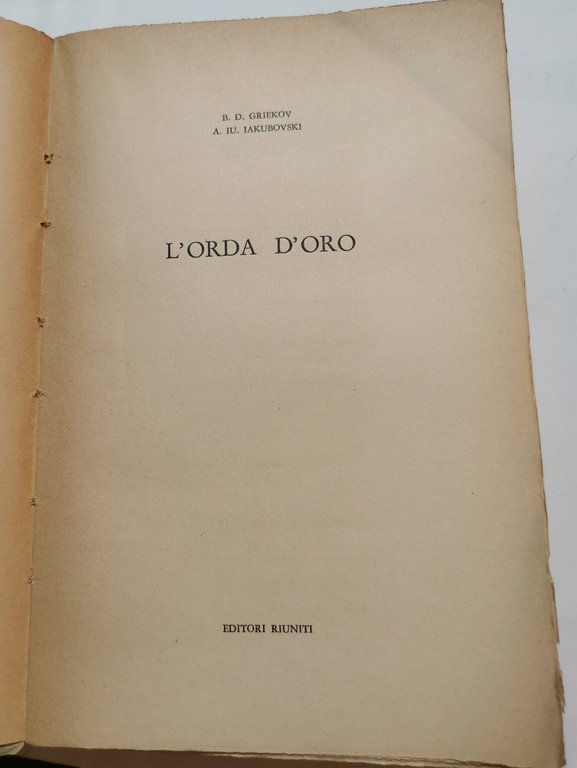 B. D. GRIEKOV
A. IU. IAKUBOVSKI
L'ORDA D'ORO
EDITORI RIUNITI